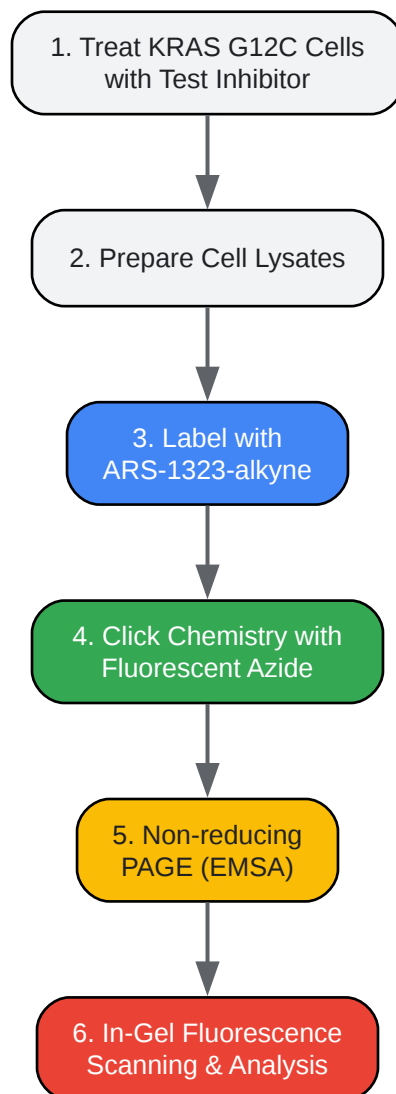 1. Treat KRAS G12C Cells
with Test Inhibitor
2. Prepare Cell Lysates
3. Label with
ARS-1323-alkyne
4. Click Chemistry with
Fluorescent Azide
5. Non-reducing
PAGE (EMSA)
6. In-Gel Fluorescence
Scanning & Analysis